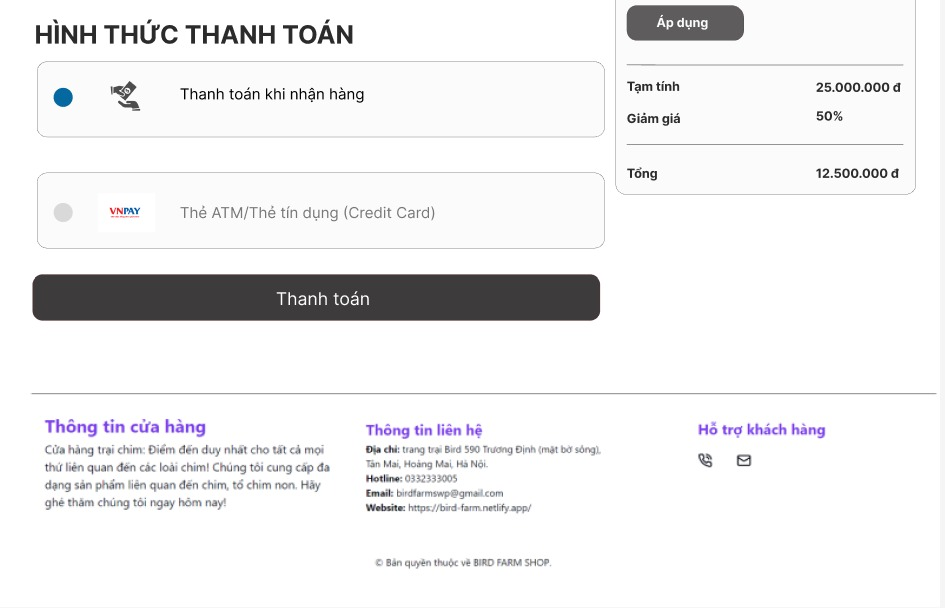 Áp dụng
HÌNH THỨC THANH TOÁN
Thanh toán khi nhận hàng
Tạm tính 25.000.000 đ
Giảm giá 50%
Tổng 12.500.000 đ
VNPAY
Thẻ ATM/Thẻ tín dụng (Credit Card)
Thanh toán
Thông tin cửa hàng
Cửa hàng trại chim: Điểm đến duy nhất cho tất cả mọi
thứ liên quan đến các loài chim! Chúng tôi cung cấp đa
dạng sản phẩm liên quan đến chim, tổ chim non. Hãy
ghé thăm chúng tôi ngay hôm nay!
Thông tin liên hệ
Địa chỉ: trang trại Bird 590 Trương Định (mặt bờ sông),
Tân Mai, Hoàng Mai, Hà Nội.
Hotline: 0332333005
Email: birdfarmswp@gmail.com
Website: https://bird-farm.netlify.app/
Hỗ trợ khách hàng
© Bản quyền thuộc về BIRD FARM SHOP.